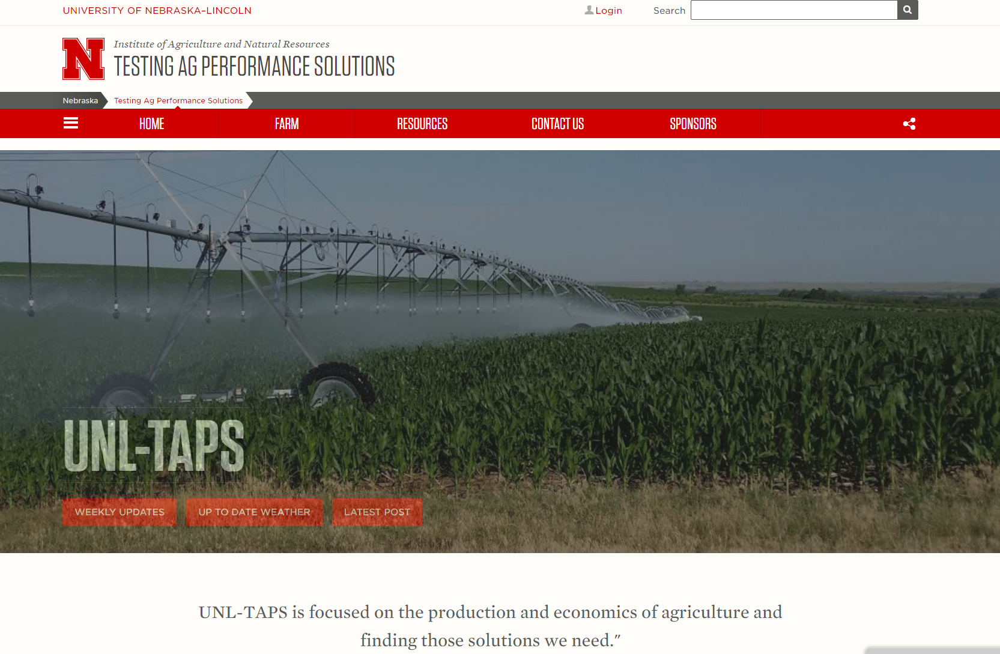 UNIVERSITY OF NEBRASKA–LINCOLN
Login
Search
N
Institute of Agriculture and Natural Resources
TESTING AG PERFORMANCE SOLUTIONS
Nebraska
Testing Ag Performance Solutions
HOME
FARM
RESOURCES
CONTACT US
SPONSORS
UNL-TAPS
WEEKLY UPDATES
UP TO DATE WEATHER
LATEST POST
UNL-TAPS is focused on the production and economics of agriculture and
finding those solutions we need."